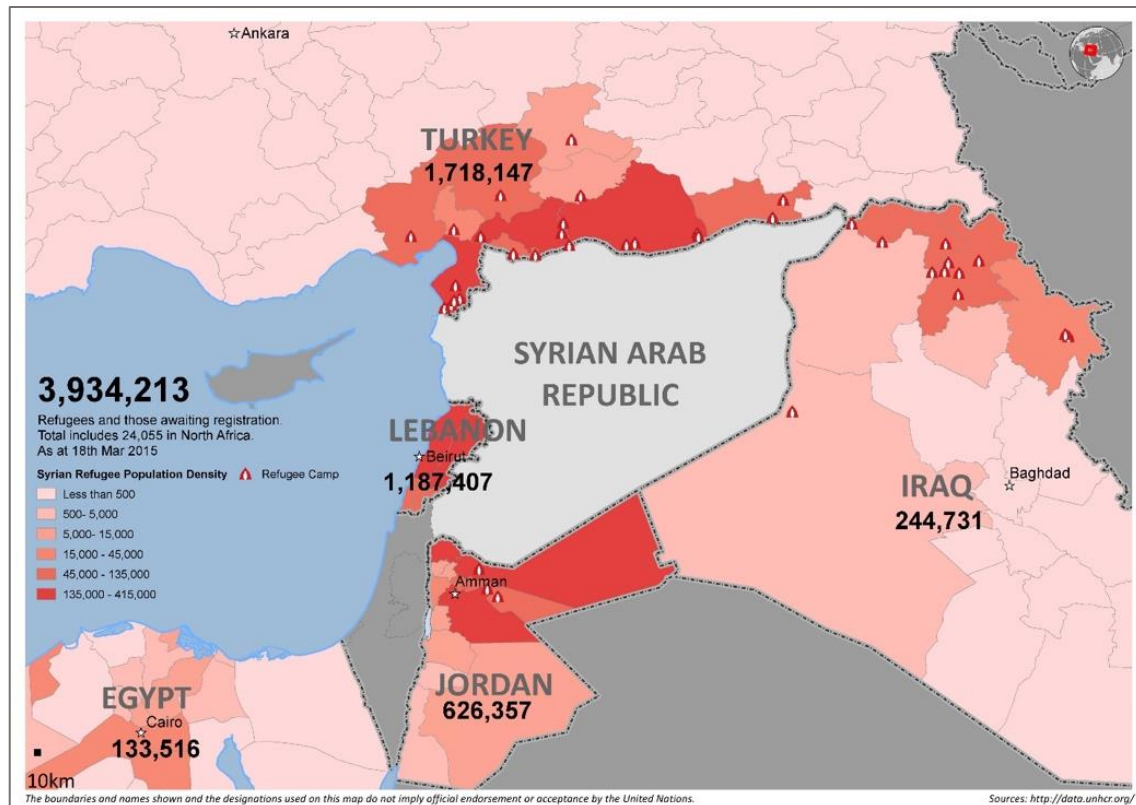 Ankara
TURKEY
1,718,147
SYRIAN ARAB
REPUBLIC
3,934,213
Refugees and those awaiting registration.
Total includes 24,055 in North Africa.
As at 18th Mar 2015
Syrian Refugee Population Density
Refugee Camp
Less than 500
500- 5,000
5,000- 15,000
15,000 - 45,000
45,000 - 135,000
135,000 - 415,000
LEBANON
Beirut
1,187,407
IRAQ
244,731
Baghdad
Amman
JORDAN
626,357
EGYPT
Cairo
133,516
10km
The boundaries and names shown and the designations used on this map do not imply official endorsement or acceptance by the United Nations.
Sources: http://data.unhcr.org/